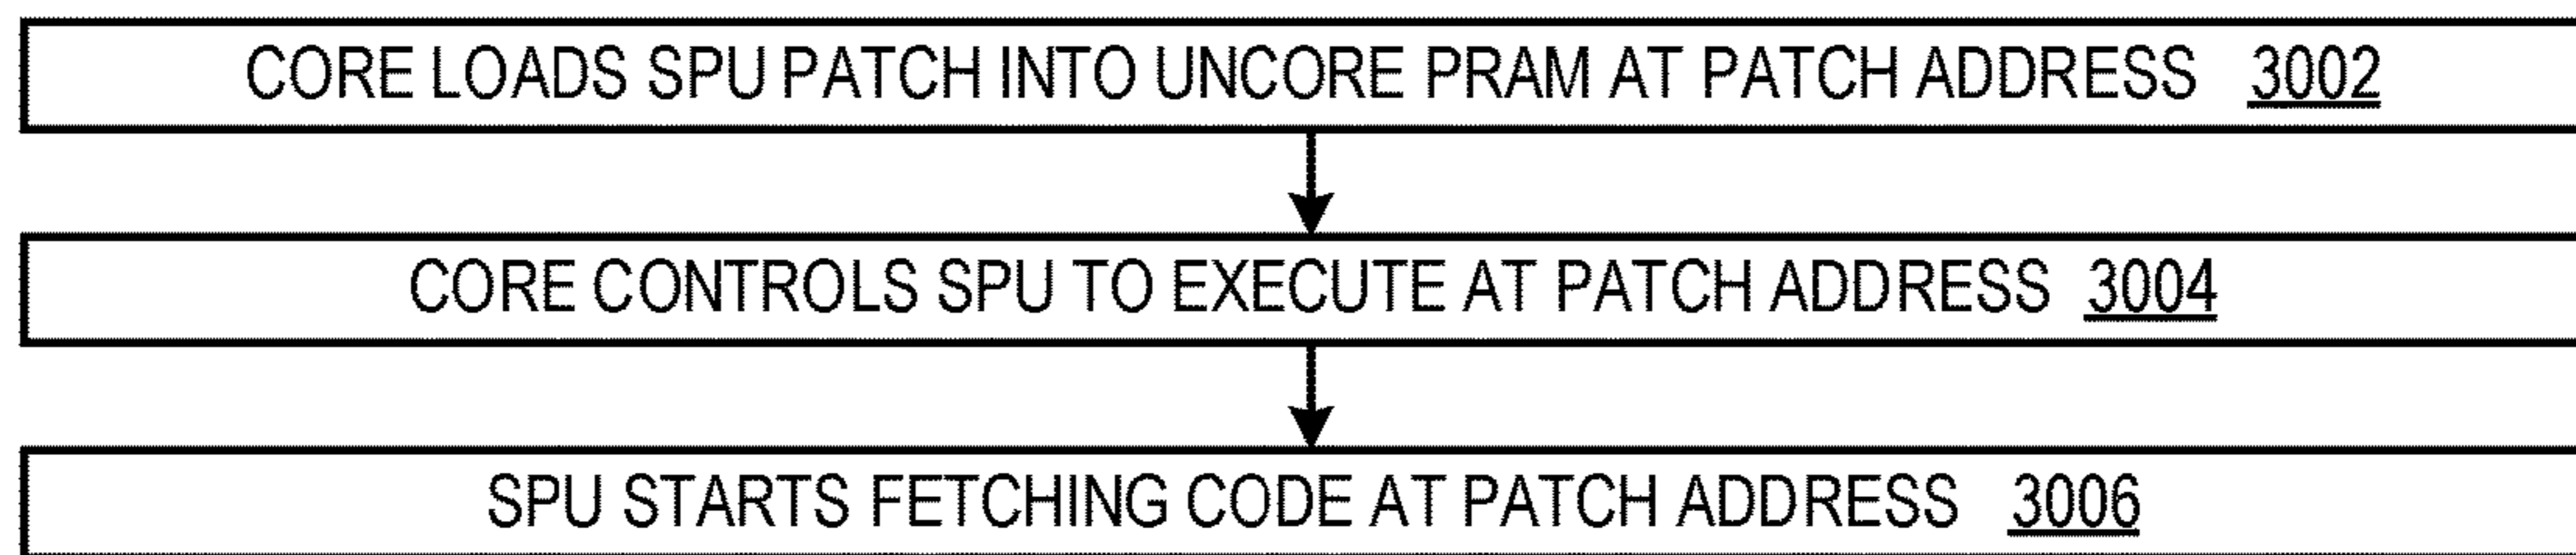 CORE LOADS SPU PATCH INTO UNCORE PRAM AT PATCH ADDRESS 3002
CORE CONTROLS SPU TO EXECUTE AT PATCH ADDRESS 3004
SPU STARTS FETCHING CODE AT PATCH ADDRESS 3006